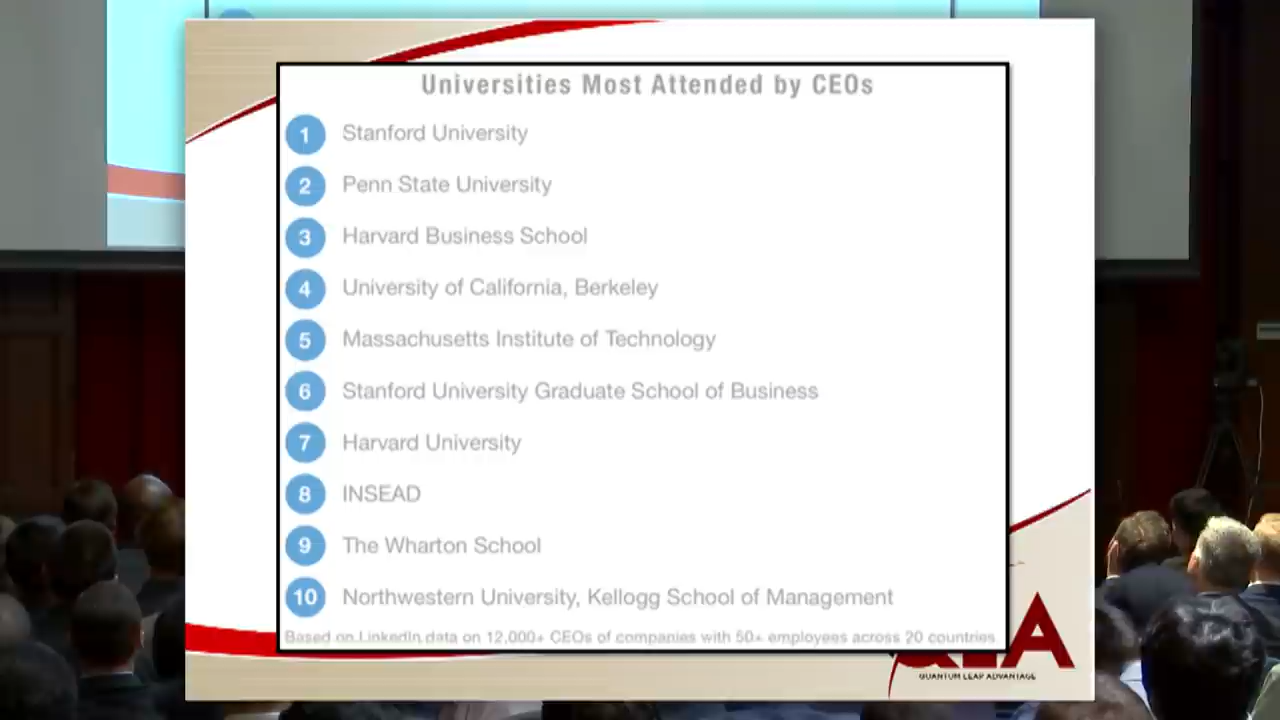 Universities Most Attended by CEOs
1 Stanford University
2 Penn State University
3 Harvard Business School
4 University of California, Berkeley
5 Massachusetts Institute of Technology
6 Stanford University Graduate School of Business
7 Harvard University
8 INSEAD
9 The Wharton School
10 Northwestern University, Kellogg School of Management
Based on LinkedIn data on 12,000+ CEOs of companies with 50+ employees across 20 countries.
QUANTUM LEAP ADVANTAGE